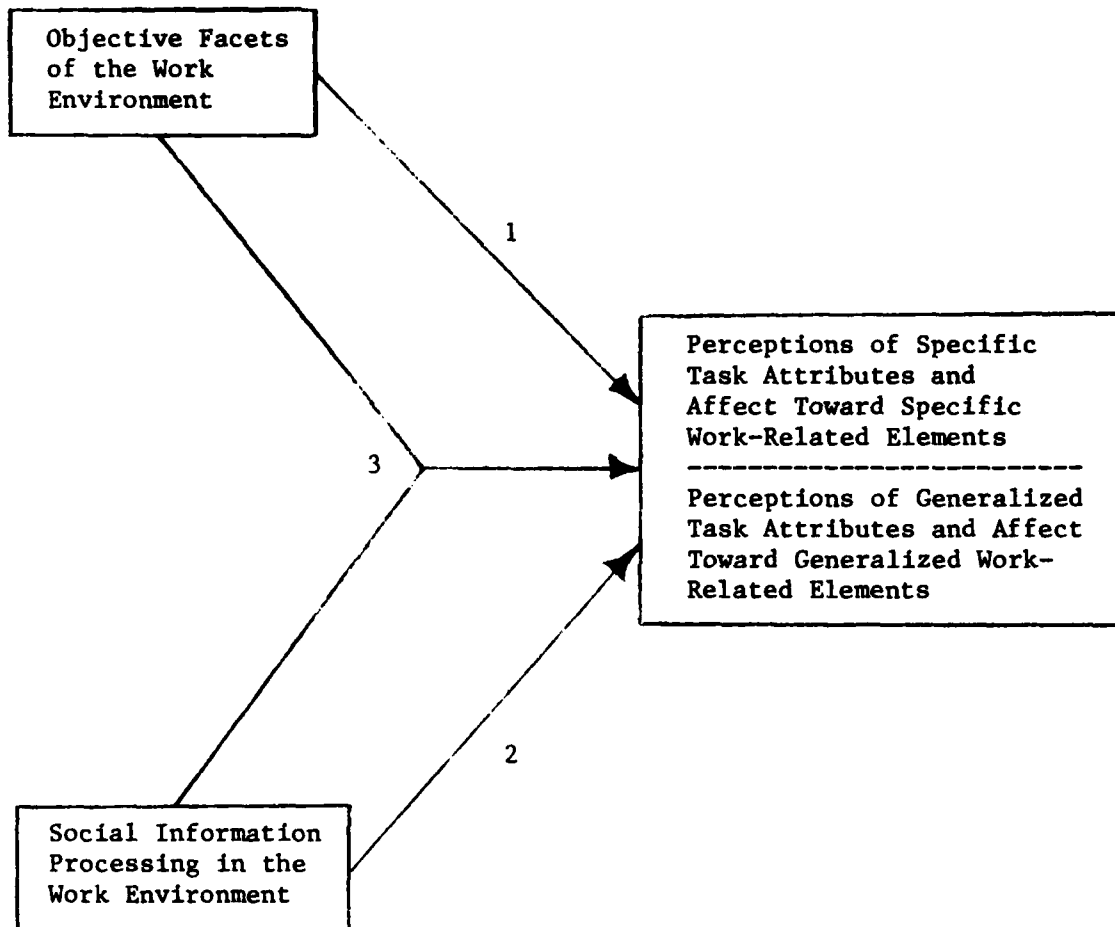 Objective Facets
of the Work
Environment
1
Perceptions of Specific
Task Attributes and
Affect Toward Specific
Work-Related Elements
3
Perceptions of Generalized
Task Attributes and Affect
Toward Generalized Work-
Related Elements
2
Social Information
Processing in the
Work Environment